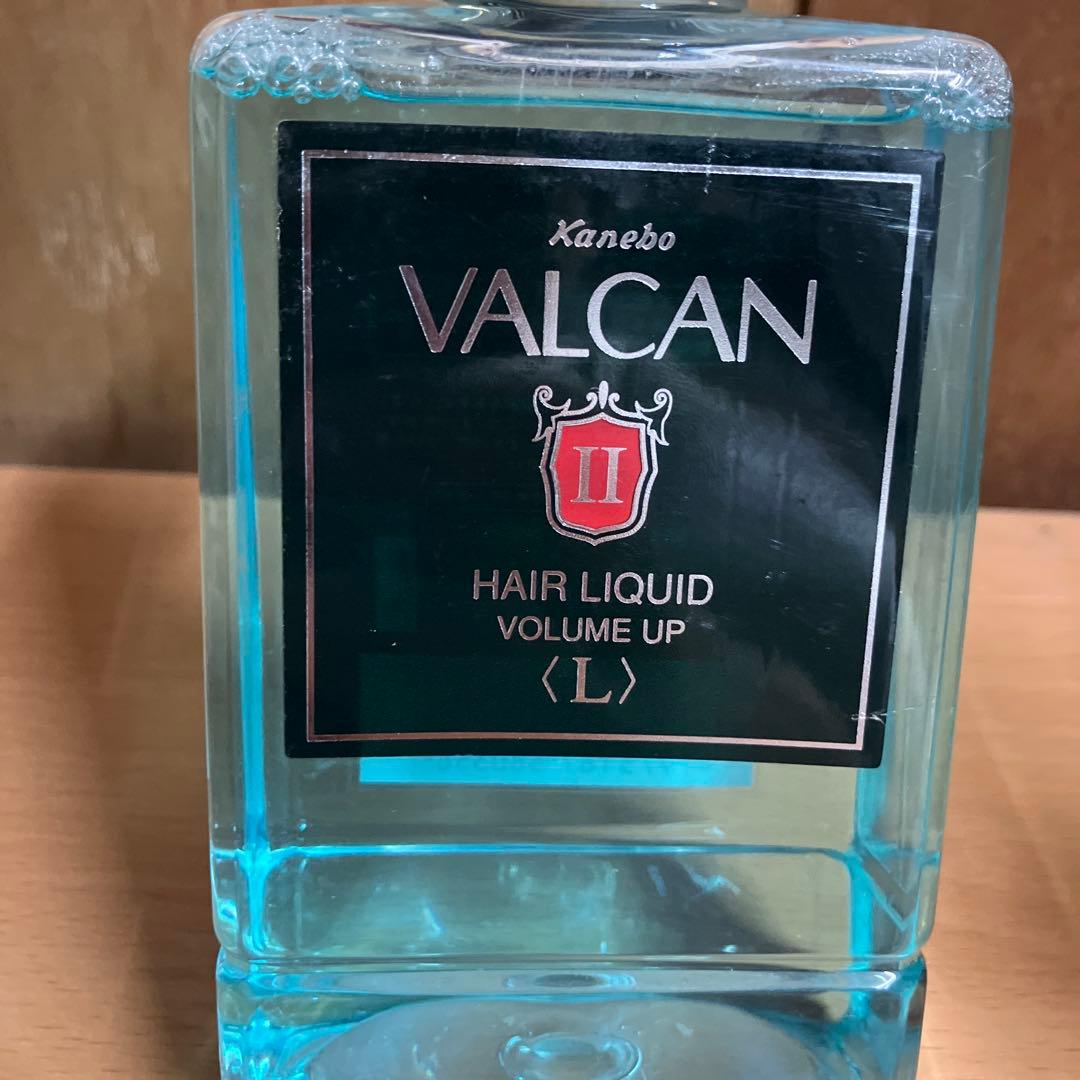 Kanebo
VALCAN
II
HAIR LIQUID
VOLUME UP
〈L〉